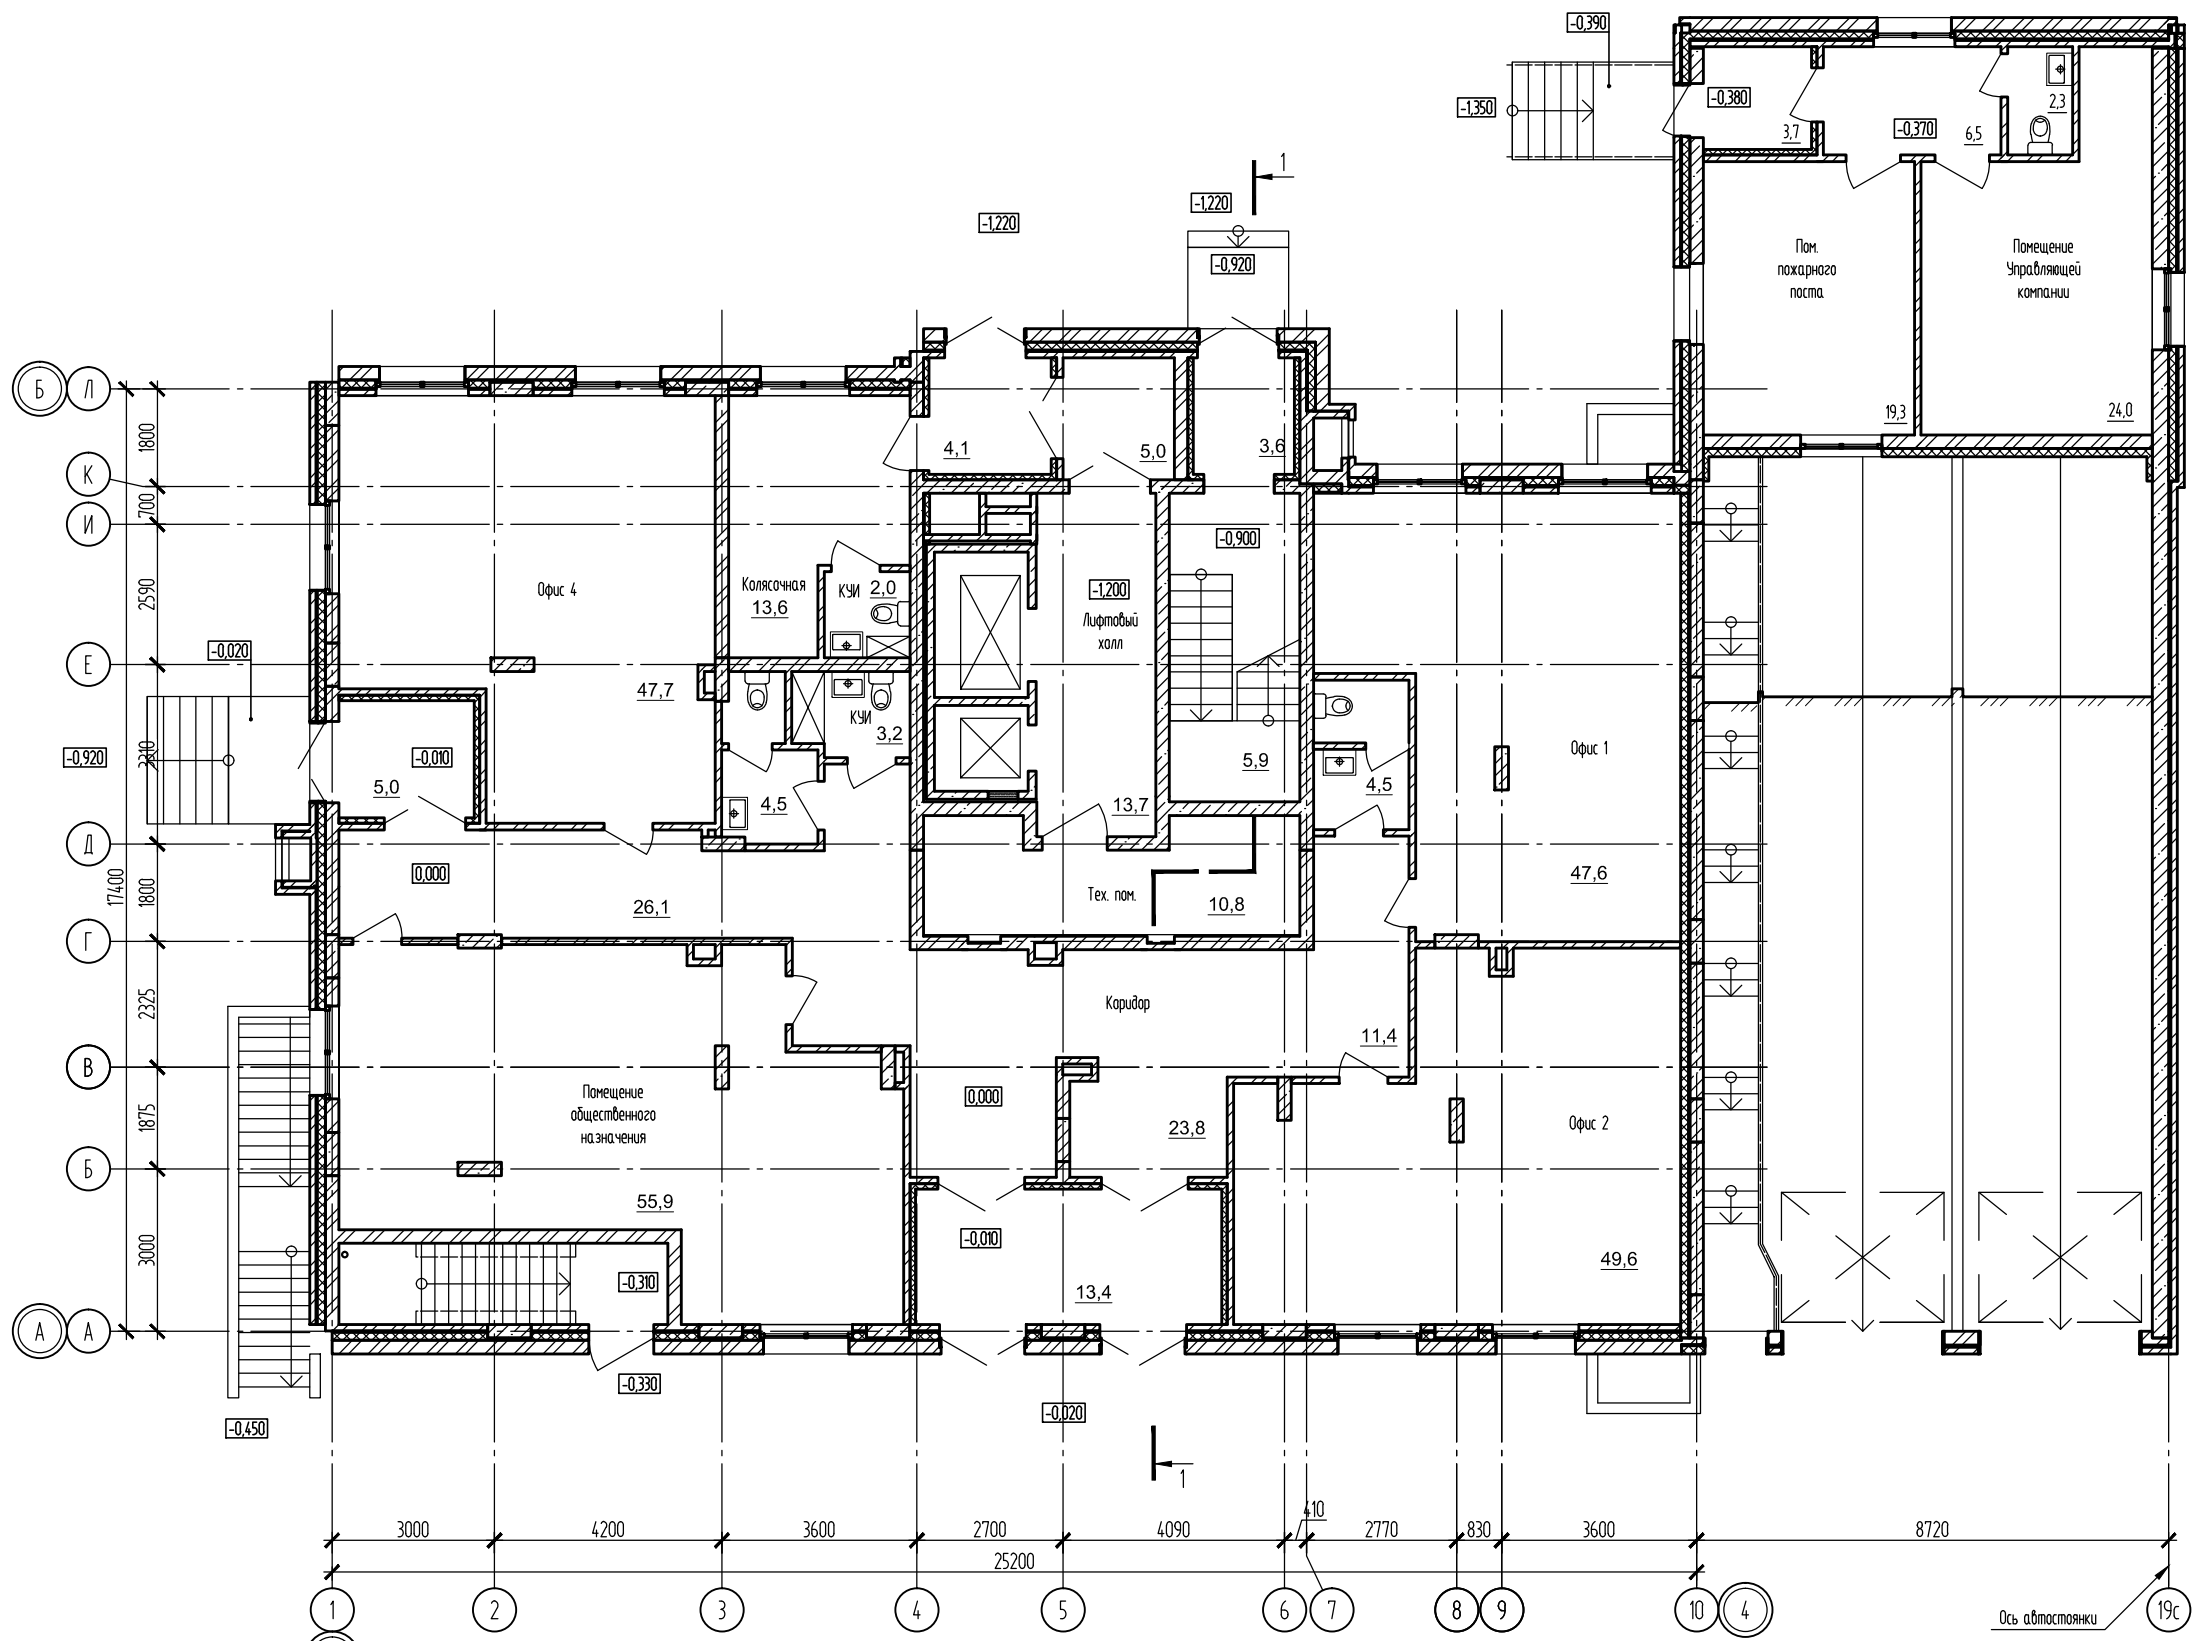 -0,390
-1,350
-0,380
3,7
-0,370
6,5
2,3
1
-1,220
-1,220
-0,920
Пом.
пожарного
поста
19,3
Помещение
Управляющей
компании
24,0
Б
Л
К
И
Е
Д
Г
В
Б
А
А
1800
700
2590
3310
1800
2325
1875
3000
17400
4,1
5,0
3,6
Офис 4
47,7
Колясочная
13,6
КУИ
2,0
-1,200
Лифтовый
холл
13,7
-0,900
5,9
-0,020
-0,920
-0,010
5,0
КУИ
3,2
4,5
4,5
Офис 1
47,6
0,000
26,1
Тех. пом.
10,8
Коридор
11,4
Помещение
общественного
назначения
55,9
0,000
23,8
Офис 2
49,6
-0,010
13,4
-0,310
-0,330
-0,450
-0,020
1
3000
4200
3600
2700
4090
410
2770
830
3600
8720
25200
1
2
3
4
5
6
7
8
9
10
4
Ось автостоянки
19с